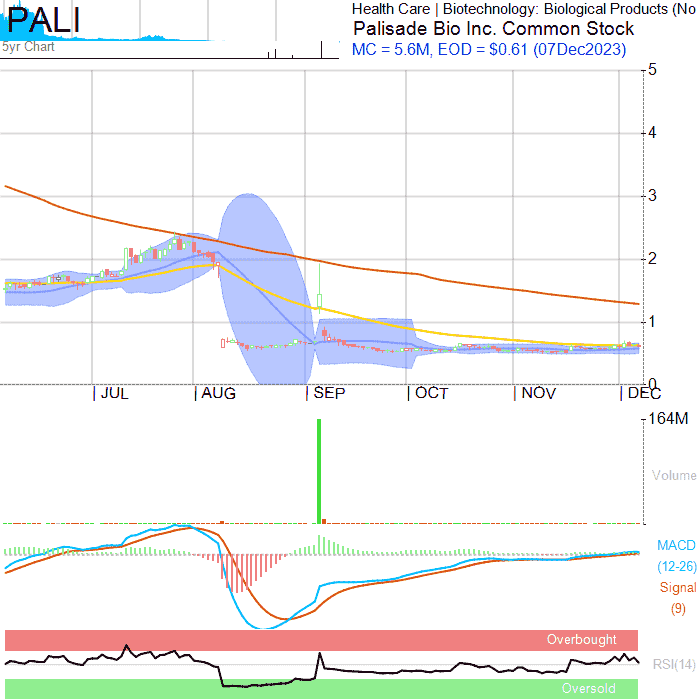 PALI
Health Care | Biotechnology: Biological Products (No
Palisade Bio Inc. Common Stock
5yr Chart
MC = 5.6M, EOD = $0.61 (07Dec2023)
5
4
3
2
1
0
JUL
AUG
SEP
OCT
NOV
DEC
164M
Volume
MACD
(12-26)
Signal
(9)
Overbought
RSI(14)
Oversold